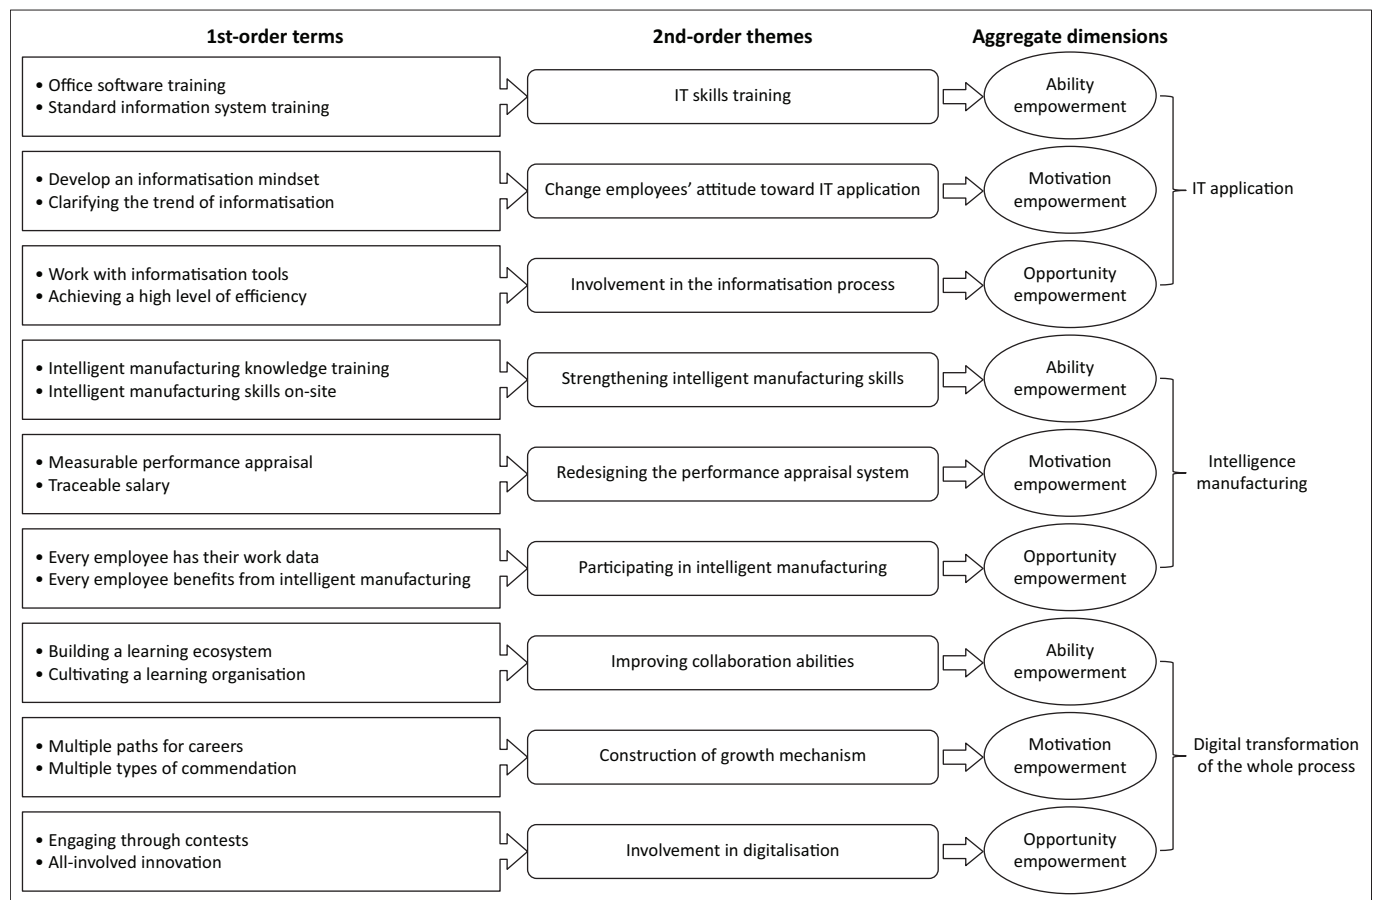 1st-order terms
2nd-order themes
Aggregate dimensions
• Office software training
• Standard information system training
IT skills training
Ability
empowerment
• Develop an informatisation mindset
• Clarifying the trend of informatisation
Change employees’ attitude toward IT application
Motivation
empowerment
IT application
• Work with informatisation tools
• Achieving a high level of efficiency
Involvement in the informatisation process
Opportunity
empowerment
• Intelligent manufacturing knowledge training
• Intelligent manufacturing skills on-site
Strengthening intelligent manufacturing skills
Ability
empowerment
• Measurable performance appraisal
• Traceable salary
Redesigning the performance appraisal system
Motivation
empowerment
Intelligence
manufacturing
• Every employee has their work data
• Every employee benefits from intelligent manufacturing
Participating in intelligent manufacturing
Opportunity
empowerment
• Building a learning ecosystem
• Cultivating a learning organisation
Improving collaboration abilities
Ability
empowerment
• Multiple paths for careers
• Multiple types of commendation
Construction of growth mechanism
Motivation
empowerment
Digital transformation
of the whole process
• Engaging through contests
• All-involved innovation
Involvement in digitalisation
Opportunity
empowerment